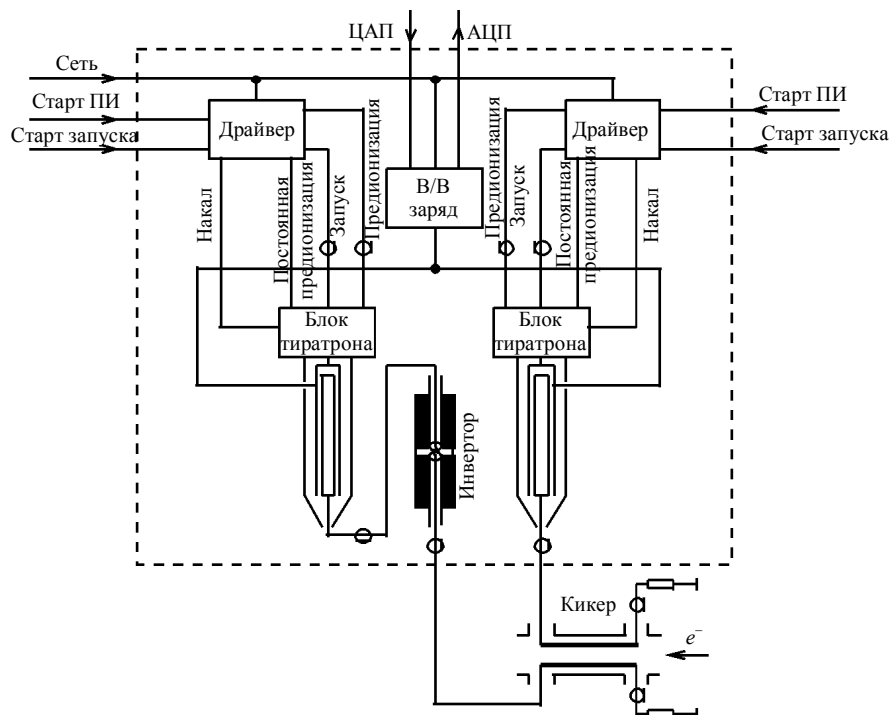 ЦАП
АЦП
Сеть
Старт ПИ
Старт запуска
Драйвер
Драйвер
Старт ПИ
Старт запуска
В/В
заряд
Накал
Постоянная
предионизация
Запуск
Предионизация
Предионизация
Запуск
Постоянная
предионизация
Накал
Блок
тиратрона
Блок
тиратрона
Инвертор
Кикер
e⁻